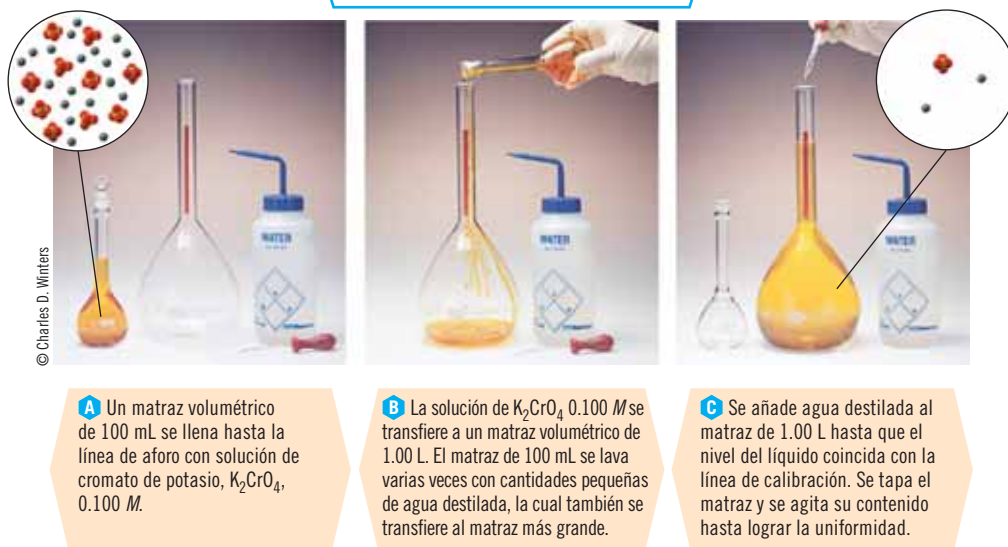 © Charles D. Winters
WATER
WATER
WATER
A Un matraz volumétrico
de 100 mL se llena hasta la
línea de aforo con solución de
cromato de potasio, K₂CrO₄,
0.100 M.
B La solución de K₂CrO₄ 0.100 M se
transfiere a un matraz volumétrico de
1.00 L. El matraz de 100 mL se lava
varias veces con cantidades pequeñas
de agua destilada, la cual también se
transfiere al matraz más grande.
C Se añade agua destilada al
matraz de 1.00 L hasta que el
nivel del líquido coincida con la
línea de calibración. Se tapa el
matraz y se agita su contenido
hasta lograr la uniformidad.